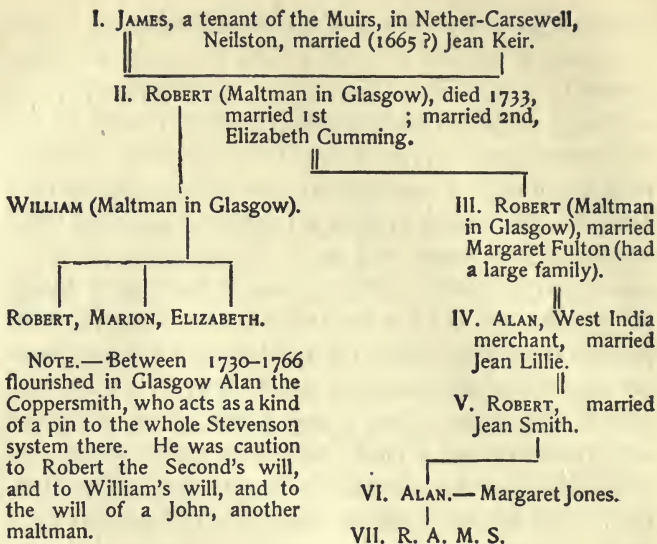 I. JAMES, a tenant of the Muirs, in Nether-Carsewell,
Neilston, married (1665 ?) Jean Keir.
II. ROBERT (Maltman in Glasgow), died 1733,
married 1st ; married 2nd,
Elizabeth Cumming.
WILLIAM (Maltman in Glasgow).
ROBERT, MARION, ELIZABETH.
NOTE.—Between 1730–1766
flourished in Glasgow Alan the
Coppersmith, who acts as a kind
of a pin to the whole Stevenson
system there. He was caution
to Robert the Second's will,
and to William's will, and to
the will of a John, another
maltman.
III. ROBERT (Maltman
in Glasgow), married
Margaret Fulton (had
a large family).
IV. ALAN, West India
merchant, married
Jean Lillie.
V. ROBERT, married
Jean Smith.
VI. ALAN.—Margaret Jones.
VII. R. A. M. S.